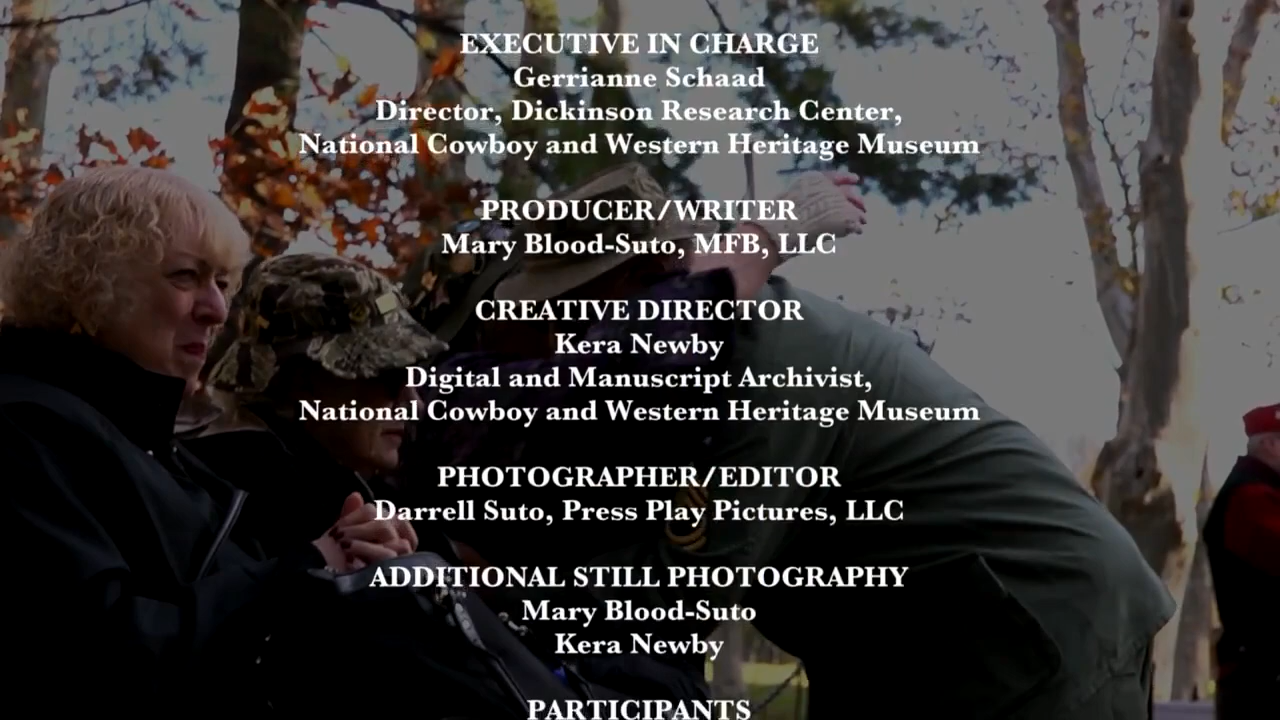 EXECUTIVE IN CHARGE
Gerrianne Schaad
Director, Dickinson Research Center,
National Cowboy and Western Heritage Museum
PRODUCER/WRITER
Mary Blood-Suto, MFB, LLC
CREATIVE DIRECTOR
Kera Newby
Digital and Manuscript Archivist,
National Cowboy and Western Heritage Museum
PHOTOGRAPHER/EDITOR
Darrell Suto, Press Play Pictures, LLC
ADDITIONAL STILL PHOTOGRAPHY
Mary Blood-Suto
Kera Newby
PARTICIPANTS